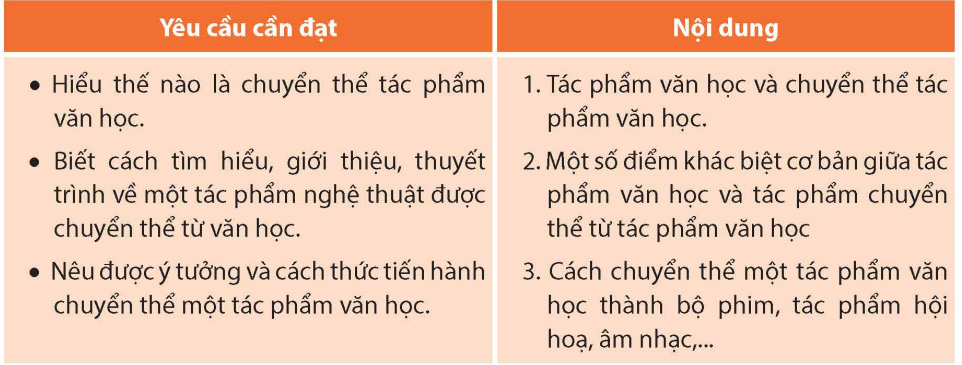 Yêu cầu cần đạt
Nội dung
• Hiểu thế nào là chuyển thể tác phẩm
văn học.
• Biết cách tìm hiểu, giới thiệu, thuyết
trình về một tác phẩm nghệ thuật được
chuyển thể từ văn học.
• Nêu được ý tưởng và cách thức tiến hành
chuyển thể một tác phẩm văn học.
1. Tác phẩm văn học và chuyển thể tác
phẩm văn học.
2. Một số điểm khác biệt cơ bản giữa tác
phẩm văn học và tác phẩm chuyển
thể từ tác phẩm văn học
3. Cách chuyển thể một tác phẩm văn
học thành bộ phim, tác phẩm hội
hoạ, âm nhạc,...